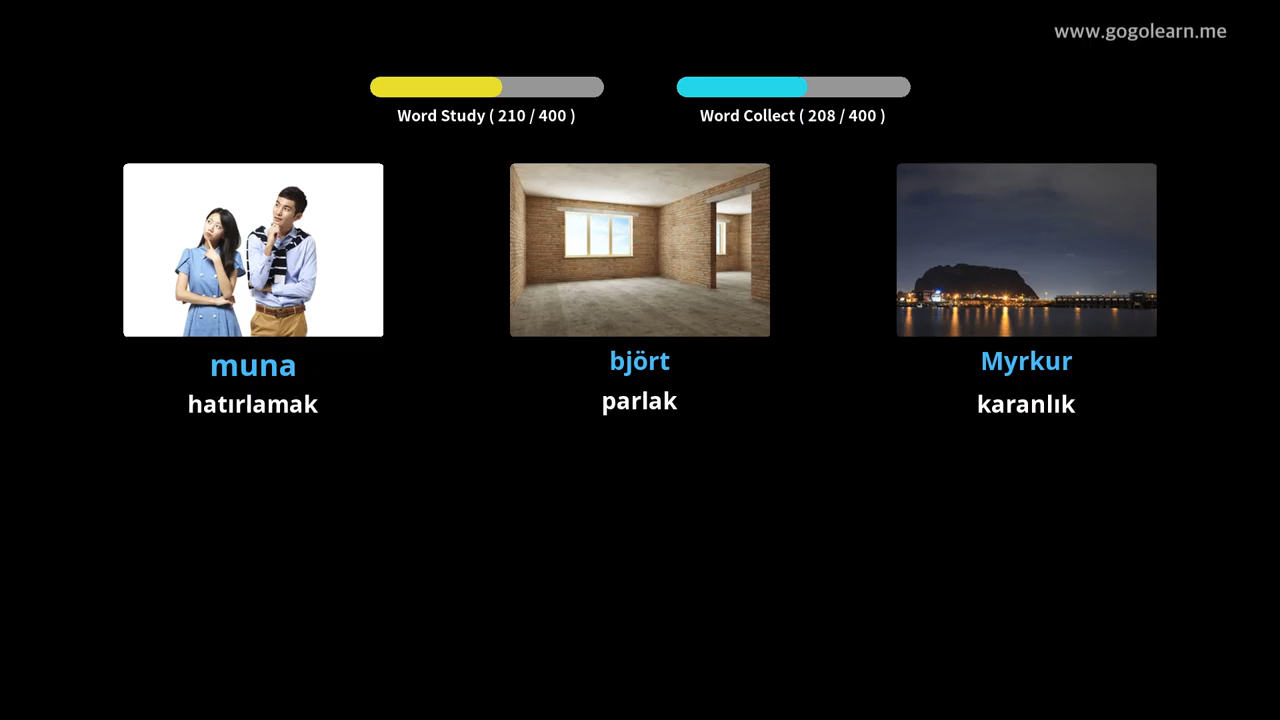 www.gogolearn.me
Word Study ( 210 / 400 )
Word Collect ( 208 / 400 )
muna
hatırlamak
björt
parlak
Myrkur
karanlık